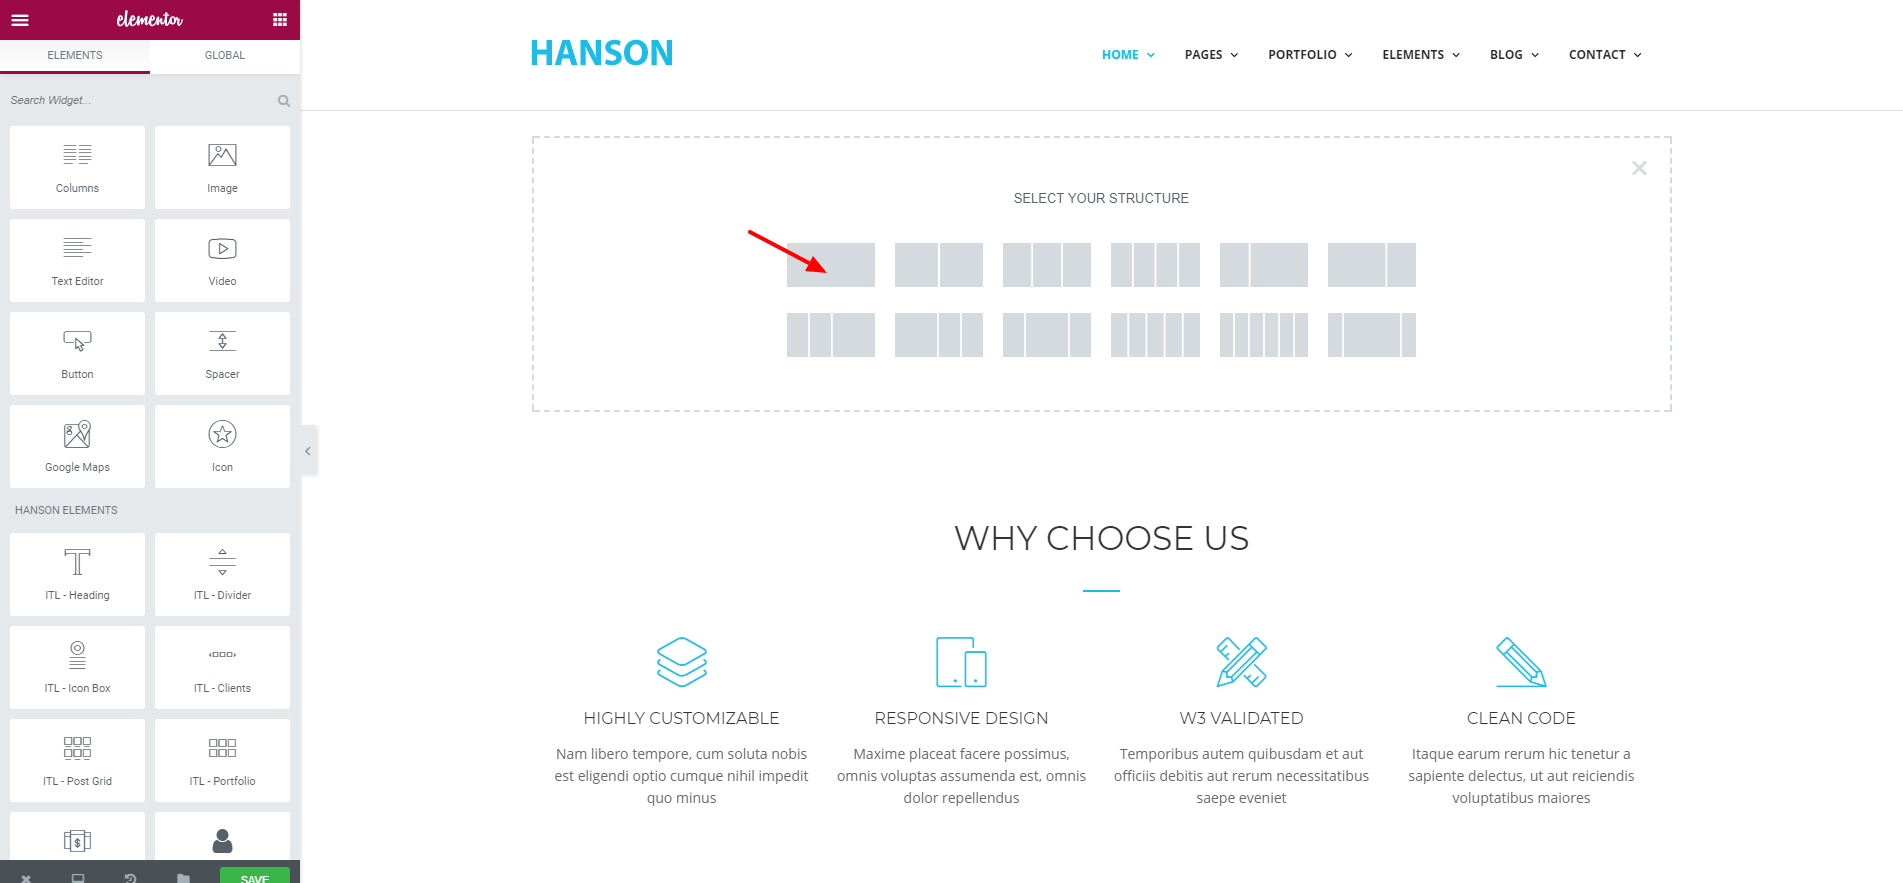 elementor
ELEMENTS GLOBAL
Search Widget...
Columns Image
Text Editor Video
Button Spacer
Google Maps Icon
HANSON ELEMENTS
ITL - Heading ITL - Divider
ITL - Icon Box ITL - Clients
ITL - Post Grid ITL - Portfolio
$
SAVE
HANSON
HOME PAGES PORTFOLIO ELEMENTS BLOG CONTACT
SELECT YOUR STRUCTURE
WHY CHOOSE US
HIGHLY CUSTOMIZABLE
Nam libero tempore, cum soluta nobis
est eligendi optio cumque nihil impedit
quo minus
RESPONSIVE DESIGN
Maxime placeat facere possimus,
omnis voluptas assumenda est, omnis
dolor repellendus
W3 VALIDATED
Temporibus autem quibusdam et aut
officiis debitis aut rerum necessitatibus
saepe eveniet
CLEAN CODE
Itaque earum rerum hic tenetur a
sapiente delectus, ut aut reiciendis
voluptatibus maiores